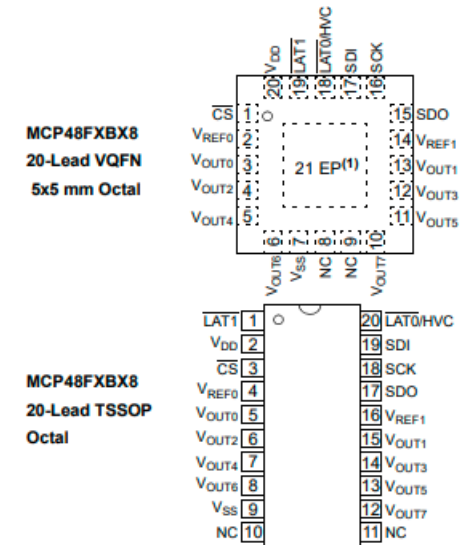 20 VDD
19 LAT1
18 LAT0/HVC
17 SDI
16 SCK
MCP48FXBX8
20-Lead VQFN
5x5 mm Octal
CS 1
VREF0 2
VOUT0 3
VOUT2 4
VOUT4 5
21 EP(1)
15 SDO
14 VREF1
13 VOUT1
12 VOUT3
11 VOUT5
6 VOUT6
7 VSS
8 NC
9 NC
10 VOUT7
MCP48FXBX8
20-Lead TSSOP
Octal
LAT1 1
VDD 2
CS 3
VREF0 4
VOUT0 5
VOUT2 6
VOUT4 7
VOUT6 8
VSS 9
NC 10
20 LAT0/HVC
19 SDI
18 SCK
17 SDO
16 VREF1
15 VOUT1
14 VOUT3
13 VOUT5
12 VOUT7
11 NC